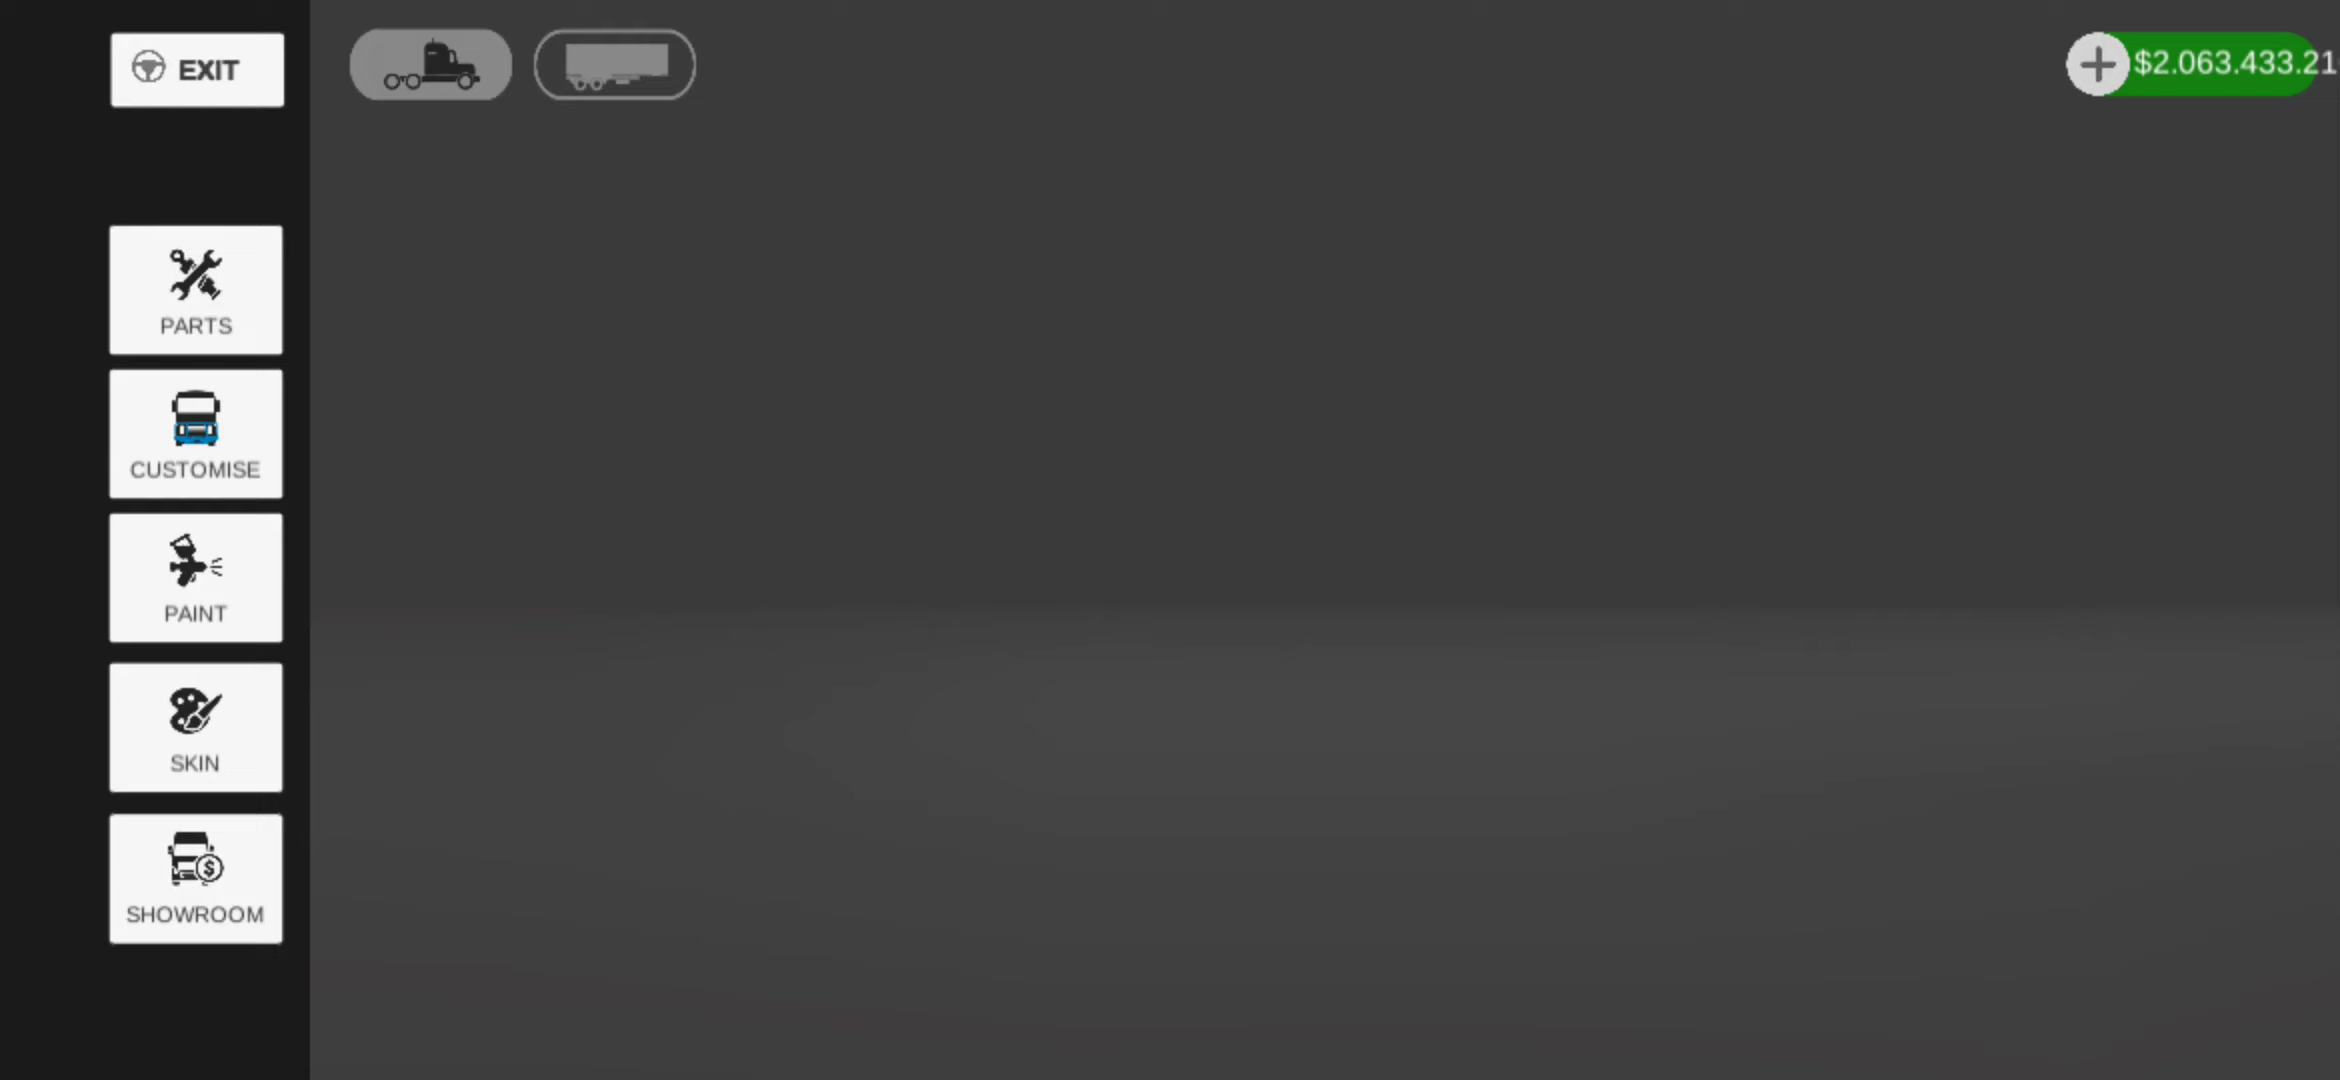 EXIT
$2.063.433.21
PARTS
CUSTOMISE
PAINT
SKIN
SHOWROOM